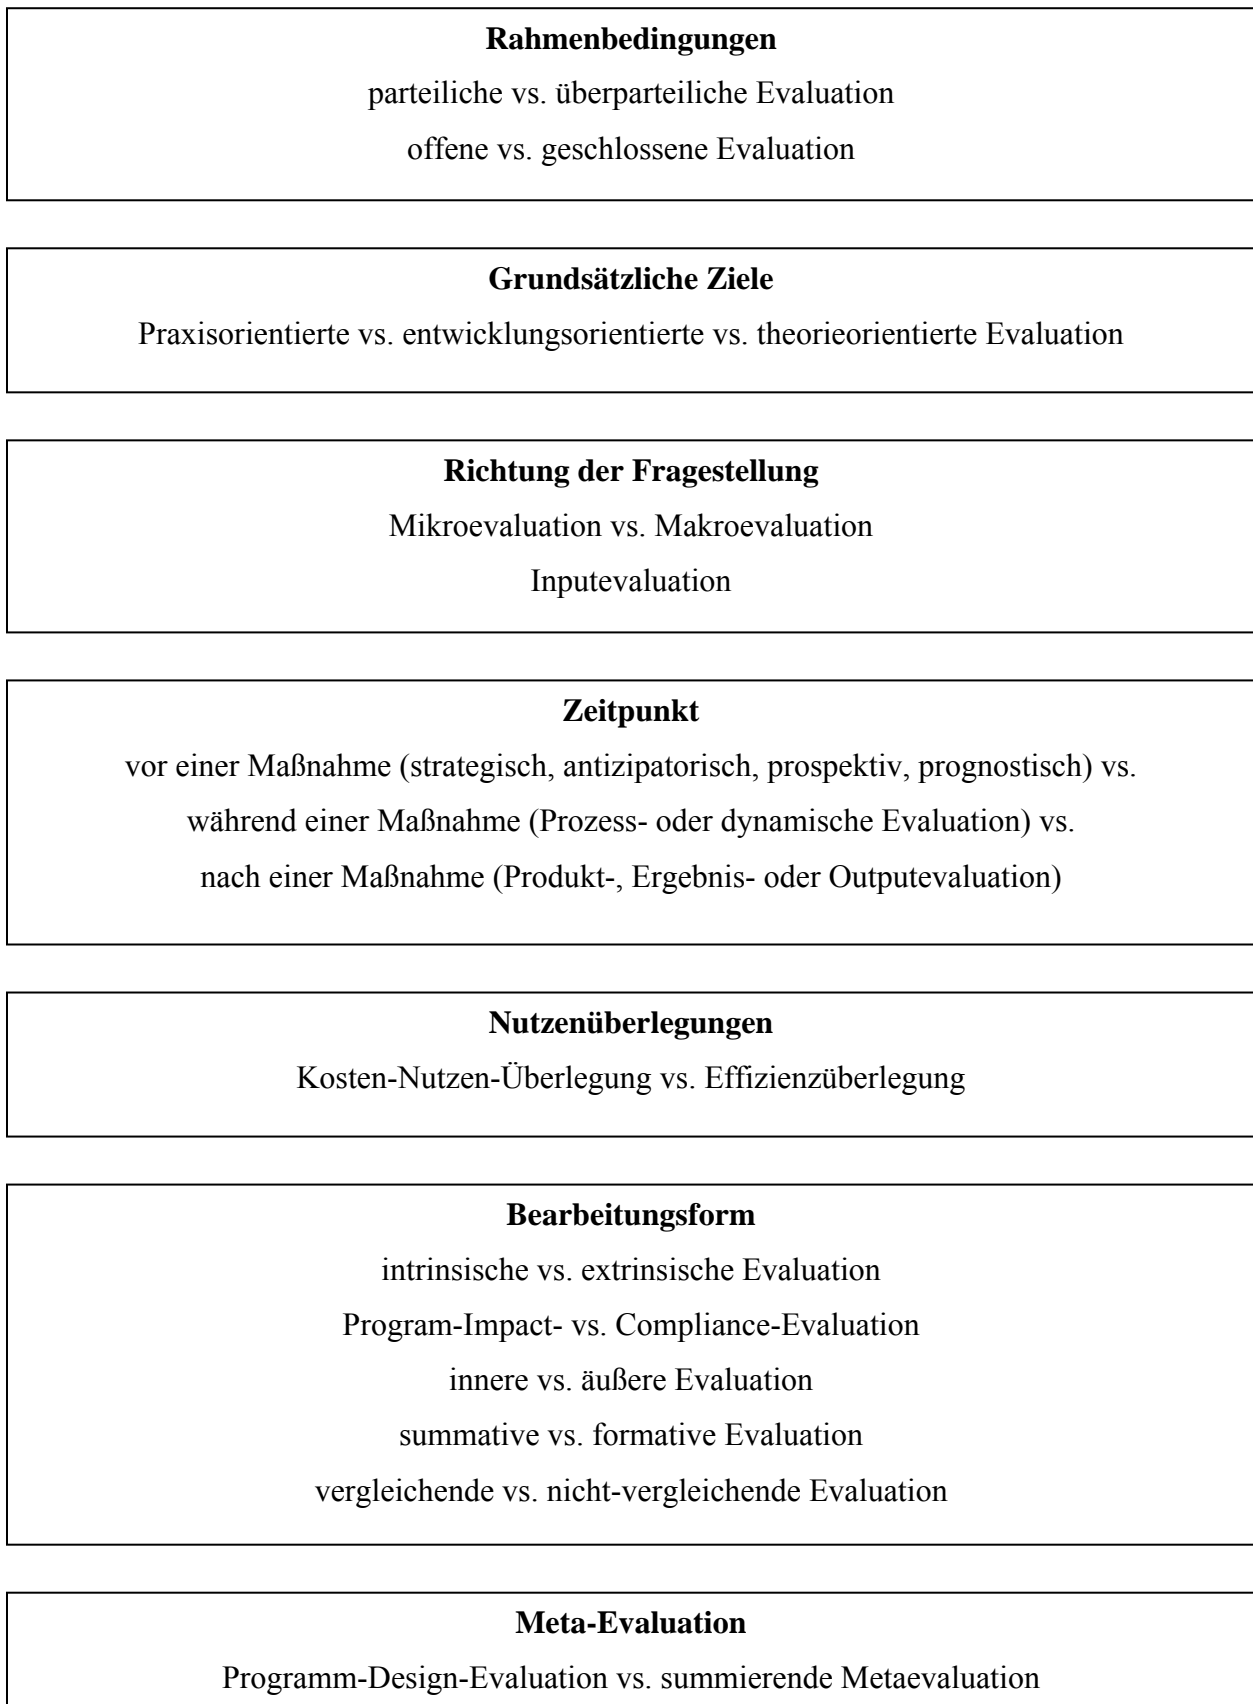 Rahmenbedingungen
parteiliche vs. überparteiliche Evaluation
offene vs. geschlossene Evaluation
Grundsätzliche Ziele
Praxisorientierte vs. entwicklungsorientierte vs. theorieorientierte Evaluation
Richtung der Fragestellung
Mikroevaluation vs. Makroevaluation
Inputevaluation
Zeitpunkt
vor einer Maßnahme (strategisch, antizipatorisch, prospektiv, prognostisch) vs.
während einer Maßnahme (Prozess- oder dynamische Evaluation) vs.
nach einer Maßnahme (Produkt-, Ergebnis- oder Outputevaluation)
Nutzenüberlegungen
Kosten-Nutzen-Überlegung vs. Effizienzüberlegung
Bearbeitungsform
intrinsische vs. extrinsische Evaluation
Program-Impact- vs. Compliance-Evaluation
innere vs. äußere Evaluation
summative vs. formative Evaluation
vergleichende vs. nicht-vergleichende Evaluation
Meta-Evaluation
Programm-Design-Evaluation vs. summierende Metaevaluation